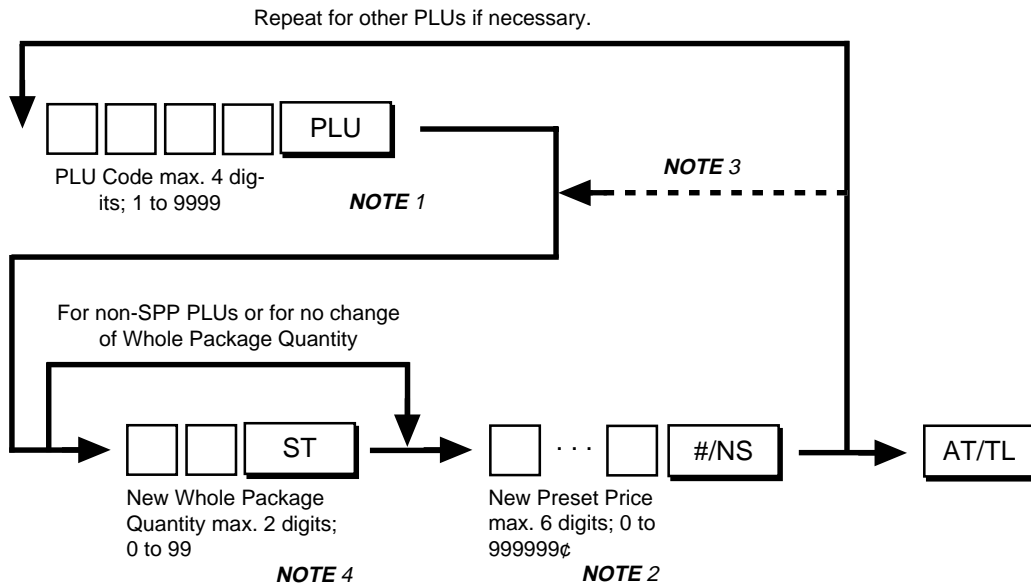 Repeat for other PLUs if necessary.
PLU
PLU Code max. 4 dig-
its; 1 to 9999
NOTE 1
NOTE 3
For non-SPP PLUs or for no change
of Whole Package Quantity
ST
. . .
#/NS
AT/TL
New Whole Package
Quantity max. 2 digits;
0 to 99
NOTE 4
New Preset Price
max. 6 digits; 0 to
999999¢
NOTE 2